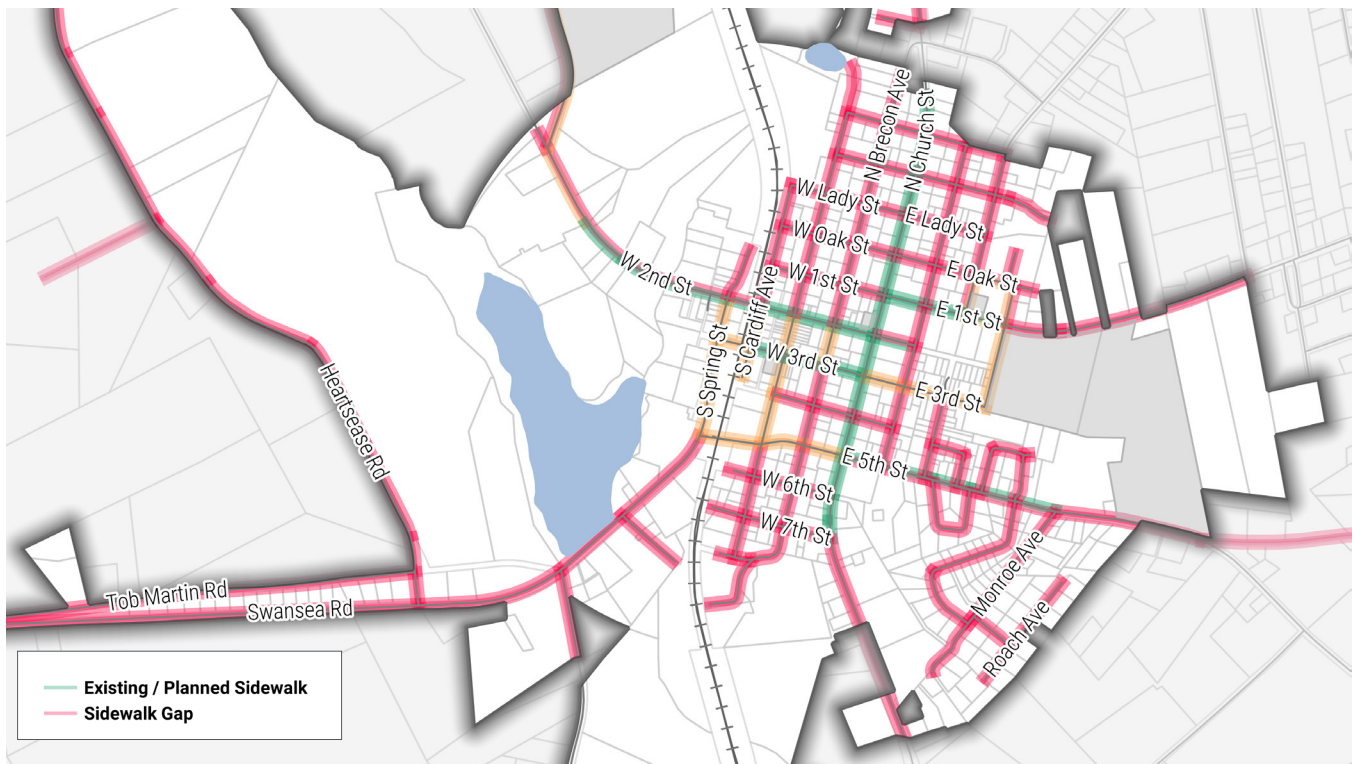 N Brecon Ave
N Church St
W Lady St
E Lady St
W Oak St
E Oak St
W 2nd St
W 1st St
E 1st St
S Cardiff Ave
S Spring St
W 3rd St
E 3rd St
Heartsease Rd
E 5th St
W 6th St
W 7th St
Monroe Ave
Roach Ave
Tob Martin Rd
Swansea Rd
Existing / Planned Sidewalk
Sidewalk Gap